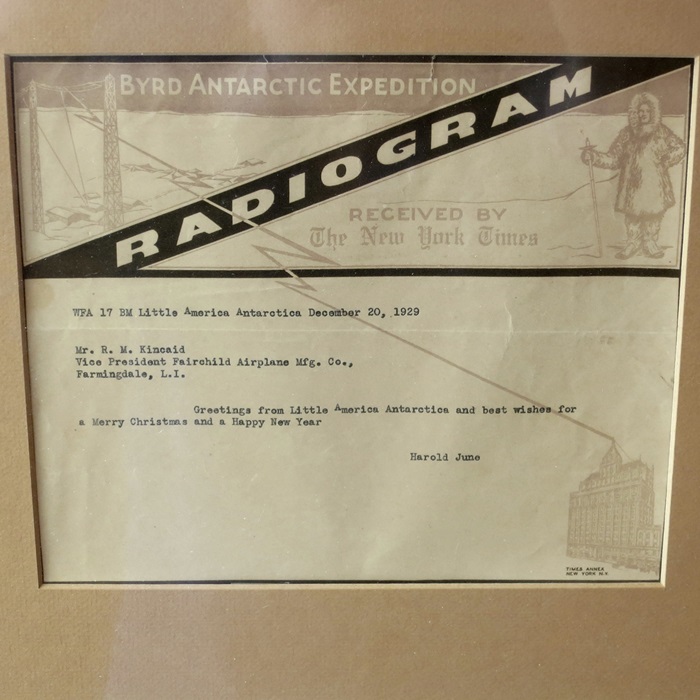 BYRD ANTARCTIC EXPEDITION
RADIOGRAM
RECEIVED BY
The New York Times
WFA 17 BM Little America Antarctica December 20, 1929
Mr. R. M. Kincaid
Vice President Fairchild Airplane Mfg. Co.,
Farmingdale, L.I.
Greetings from Little America Antarctica and best wishes for
a Merry Christmas and a Happy New Year
Harold June
TIMES ANNEX
NEW YORK N.Y.